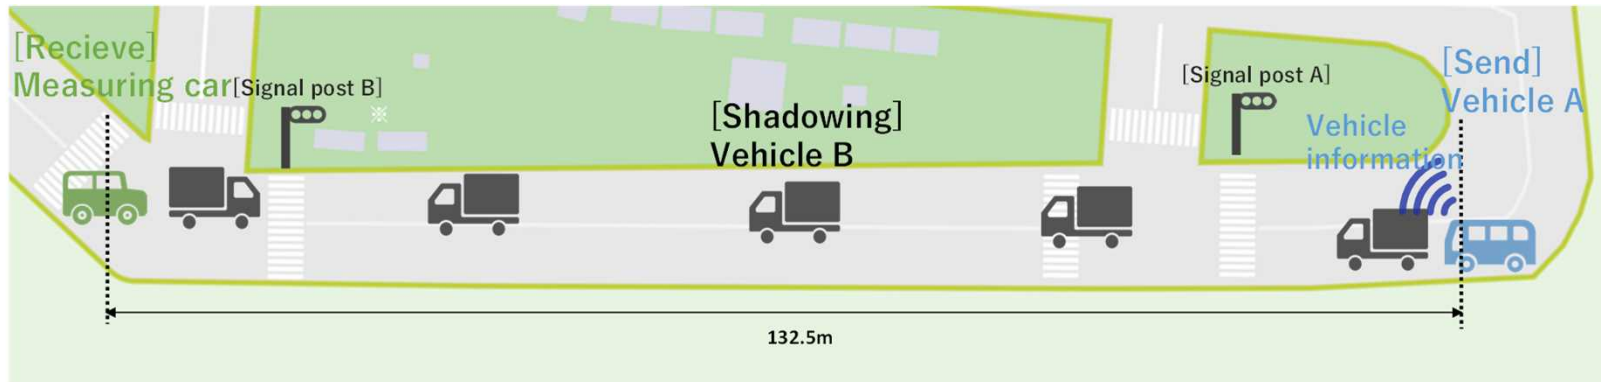 [Recieve]
Measuring car
[Signal post B]
[Shadowing]
Vehicle B
[Signal post A]
[Send]
Vehicle A
Vehicle
information
132.5m